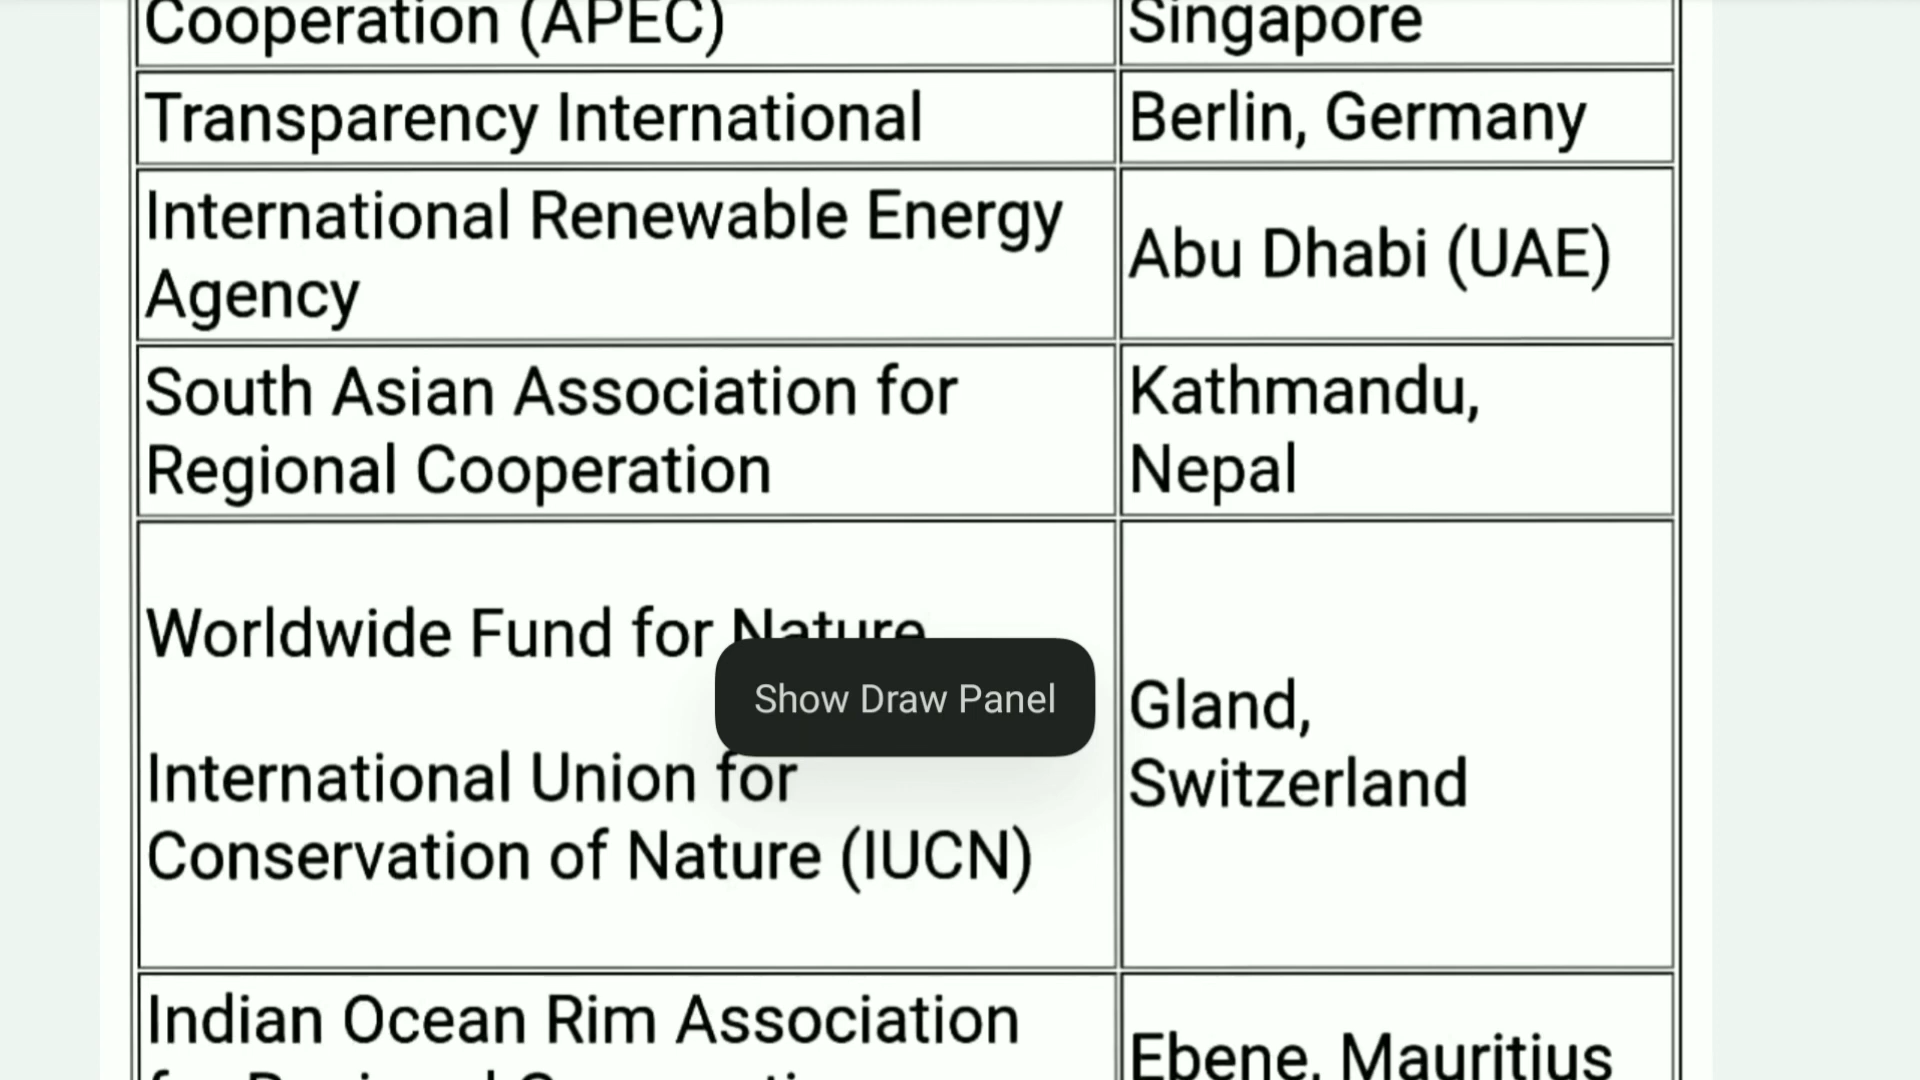 Cooperation (APEC)
Singapore
Transparency International
Berlin, Germany
International Renewable Energy
Agency
Abu Dhabi (UAE)
South Asian Association for
Regional Cooperation
Kathmandu,
Nepal
Worldwide Fund for Nature
Show Draw Panel
International Union for
Conservation of Nature (IUCN)
Gland,
Switzerland
Indian Ocean Rim Association
Ebene, Mauritius